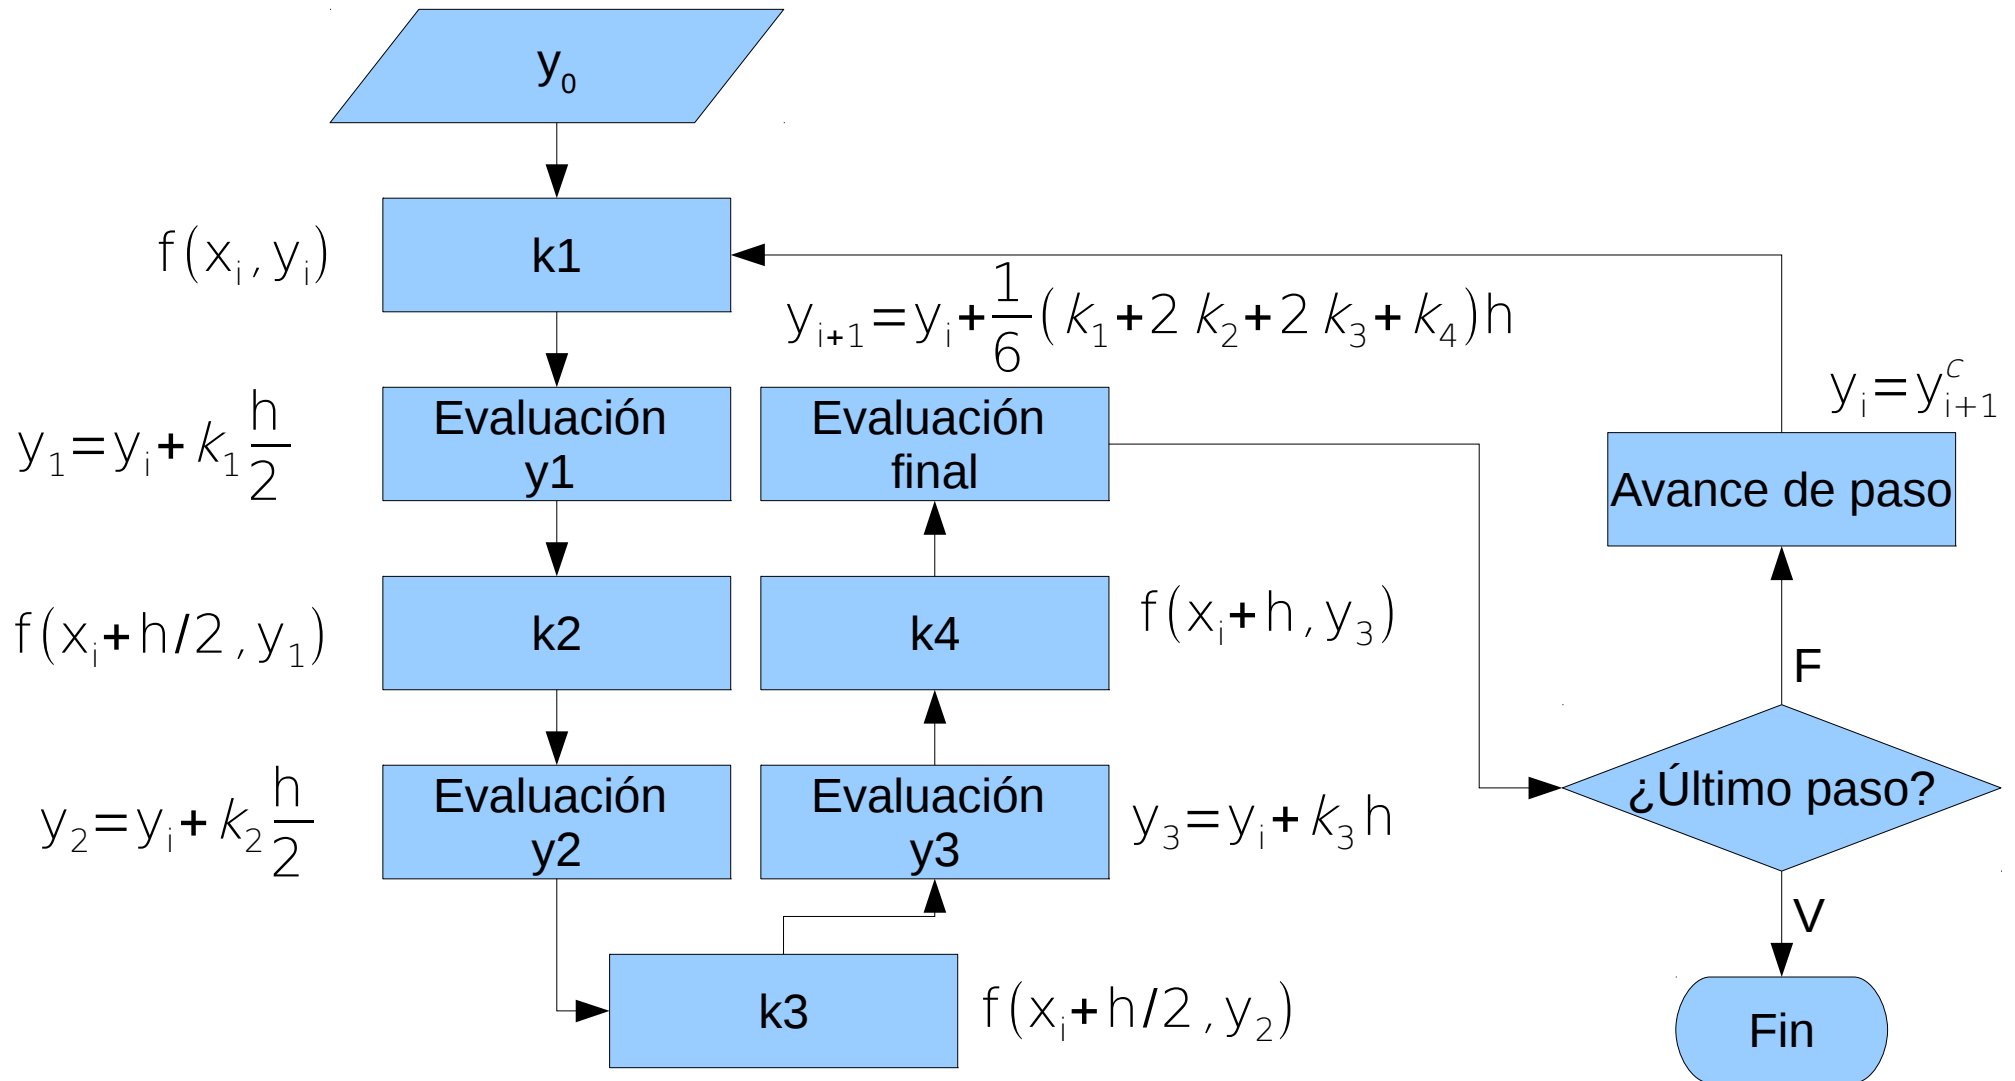 y₀
f(xᵢ, yᵢ)
k1
yᵢ₊₁=yᵢ+1/6(k₁+2 k₂+2 k₃+k₄)h
y₁=yᵢ+k₁ h/2
Evaluación
y1
Evaluación
final
yᵢ=yᶜᵢ₊₁
Avance de paso
f(xᵢ+h/2, y₁)
k2
k4
f(xᵢ+h, y₃)
F
y₂=yᵢ+k₂ h/2
Evaluación
y2
Evaluación
y3
y₃=yᵢ+k₃h
¿Último paso?
V
k3
f(xᵢ+h/2, y₂)
Fin